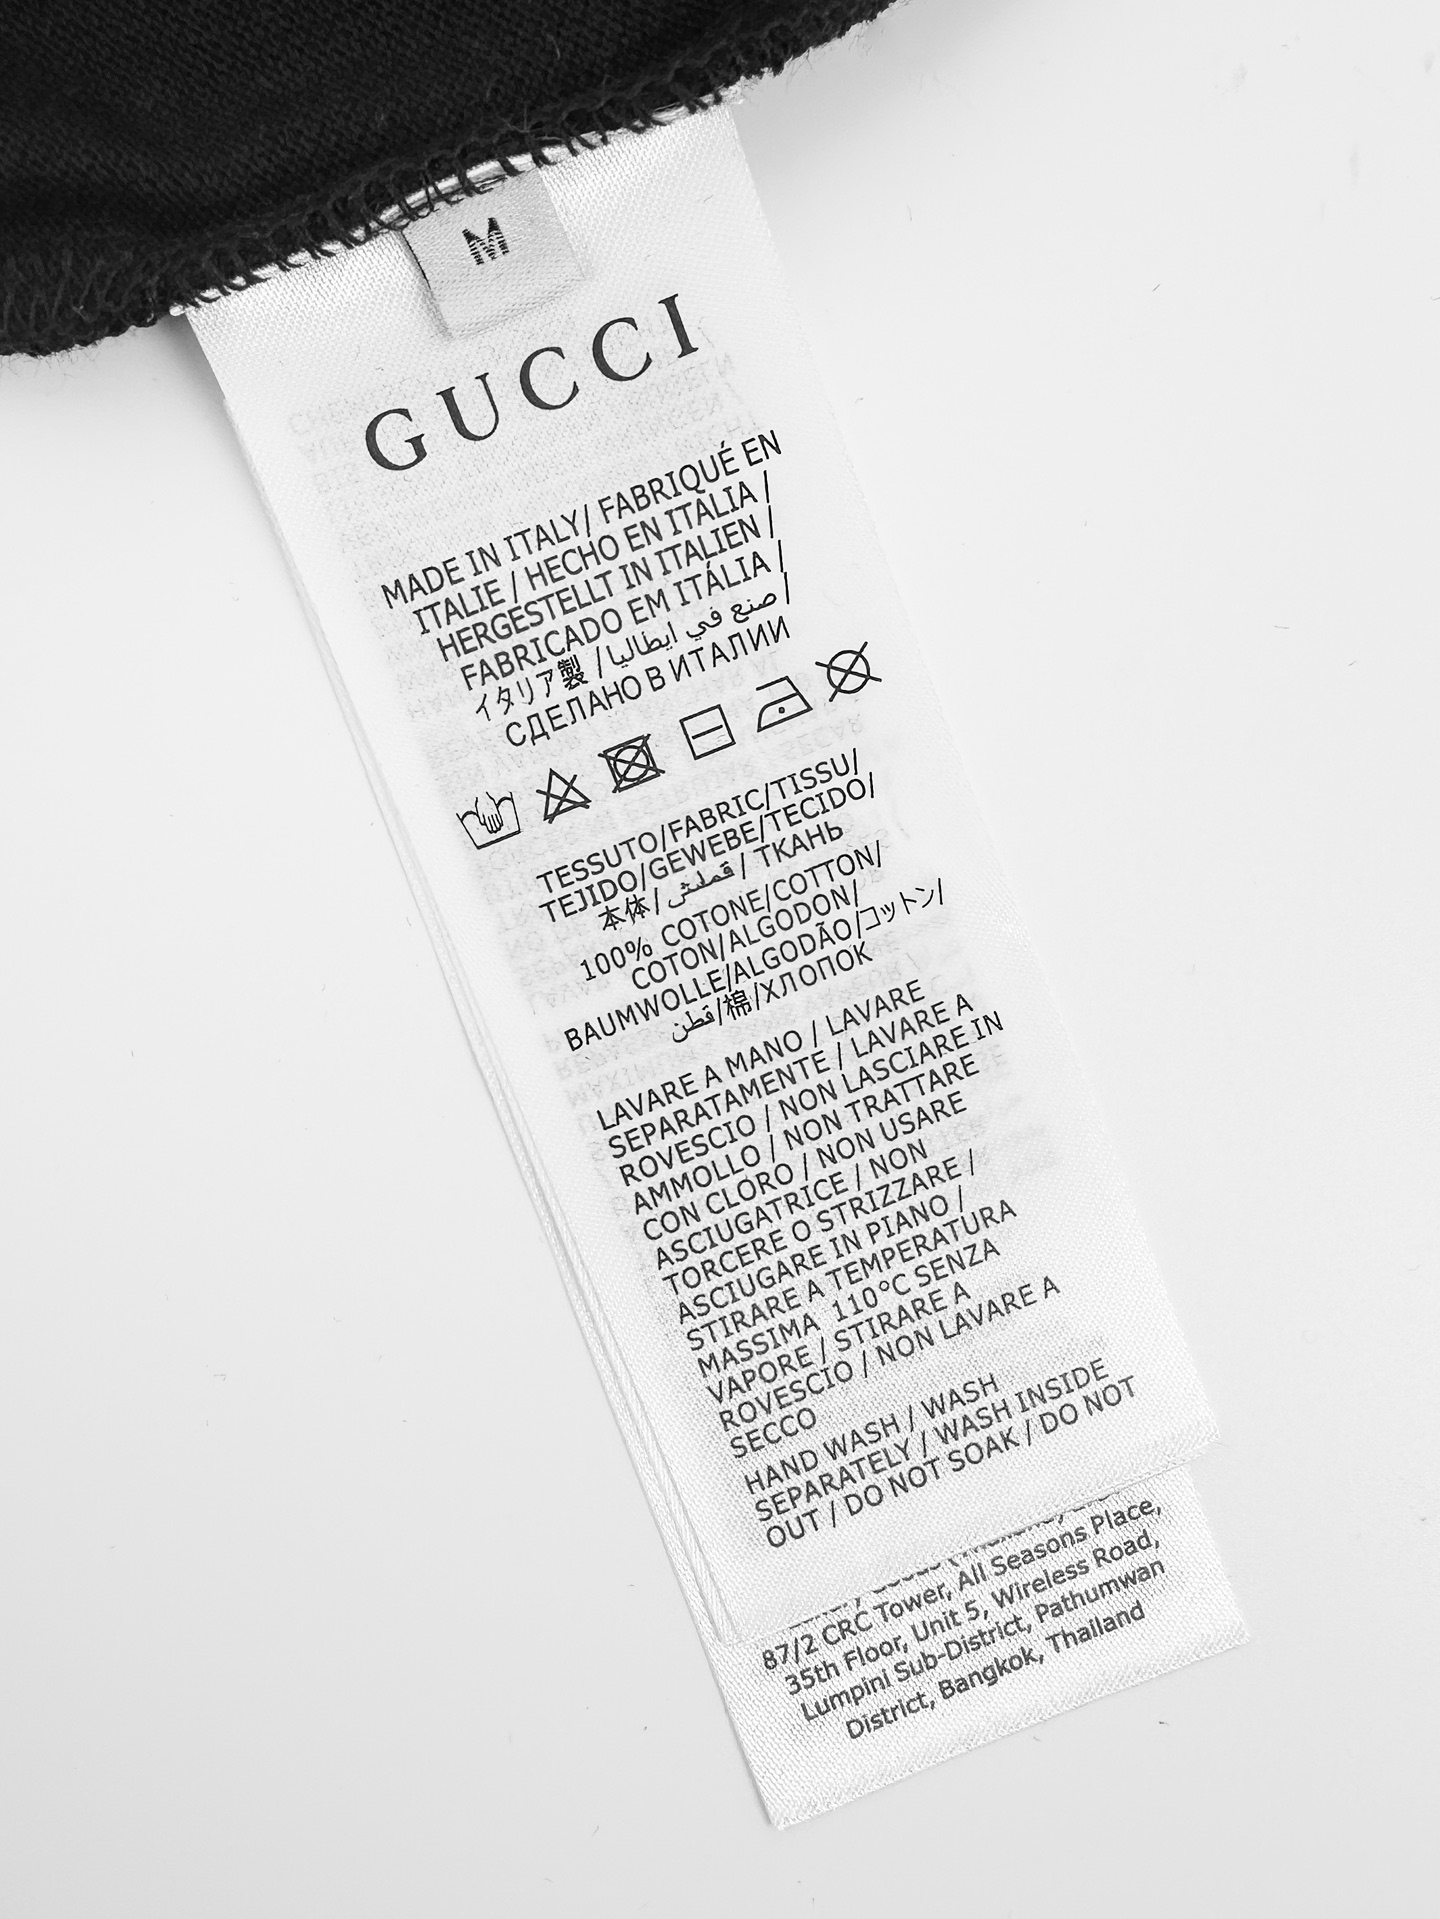 M
GUCCI
MADE IN ITALY/ FABRIQUÉ EN
ITALIE / HECHO EN ITALIA /
HERGESTELLT IN ITALIEN /
FABRICADO EM ITÁLIA /
イタリア製 / صنع في ايطاليا /
СДЕЛАНО В ИТАЛИИ
TESSUTO/FABRIC/TISSU/
TEJIDO/GEWEBE/TECIDO/
本体/ قملش / ТКАНЬ
100% COTONE/COTTON/
COTON/ALGODON/
BAUMWOLLE/ALGODÃO/コットン/
قطن/棉/ХЛОПОК
LAVARE A MANO / LAVARE
SEPARATAMENTE / LAVARE A
ROVESCIO / NON LASCIARE IN
AMMOLLO / NON TRATTARE
CON CLORO / NON USARE
ASCIUGATRICE / NON
TORCERE O STRIZZARE /
ASCIUGARE IN PIANO /
STIRARE A TEMPERATURA
MASSIMA 110°C SENZA
VAPORE / STIRARE A
ROVESCIO / NON LAVARE A
SECCO
HAND WASH / WASH
SEPARATELY / WASH INSIDE
OUT / DO NOT SOAK / DO NOT
87/2 CRC Tower, All Seasons Place,
35th Floor, Unit 5, Wireless Road,
Lumpini Sub-District, Pathumwan
District, Bangkok, Thailand